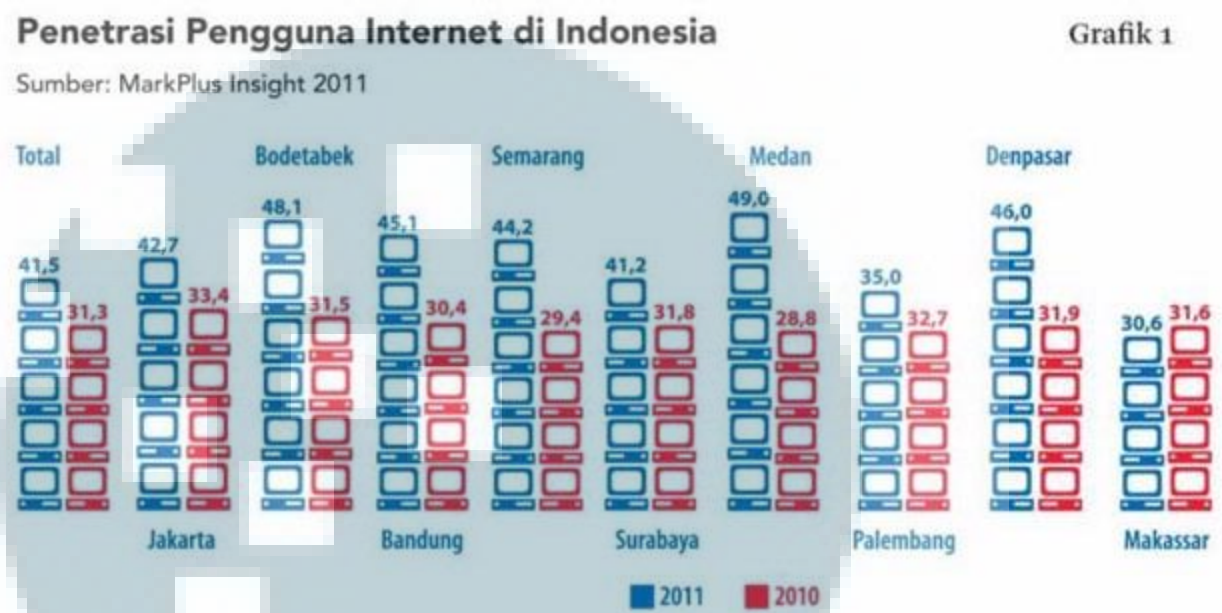 Penetrasi Pengguna Internet di Indonesia
Grafik 1
Sumber: MarkPlus Insight 2011
Total Bodetabek Semarang Medan Denpasar
41,5 31,3
42,7 33,4
48,1 31,5
45,1 30,4
44,2 29,4
41,2 31,8
49,0 28,8
35,0 32,7
46,0 31,9
30,6 31,6
Jakarta Bandung Surabaya Palembang Makassar
2011 2010